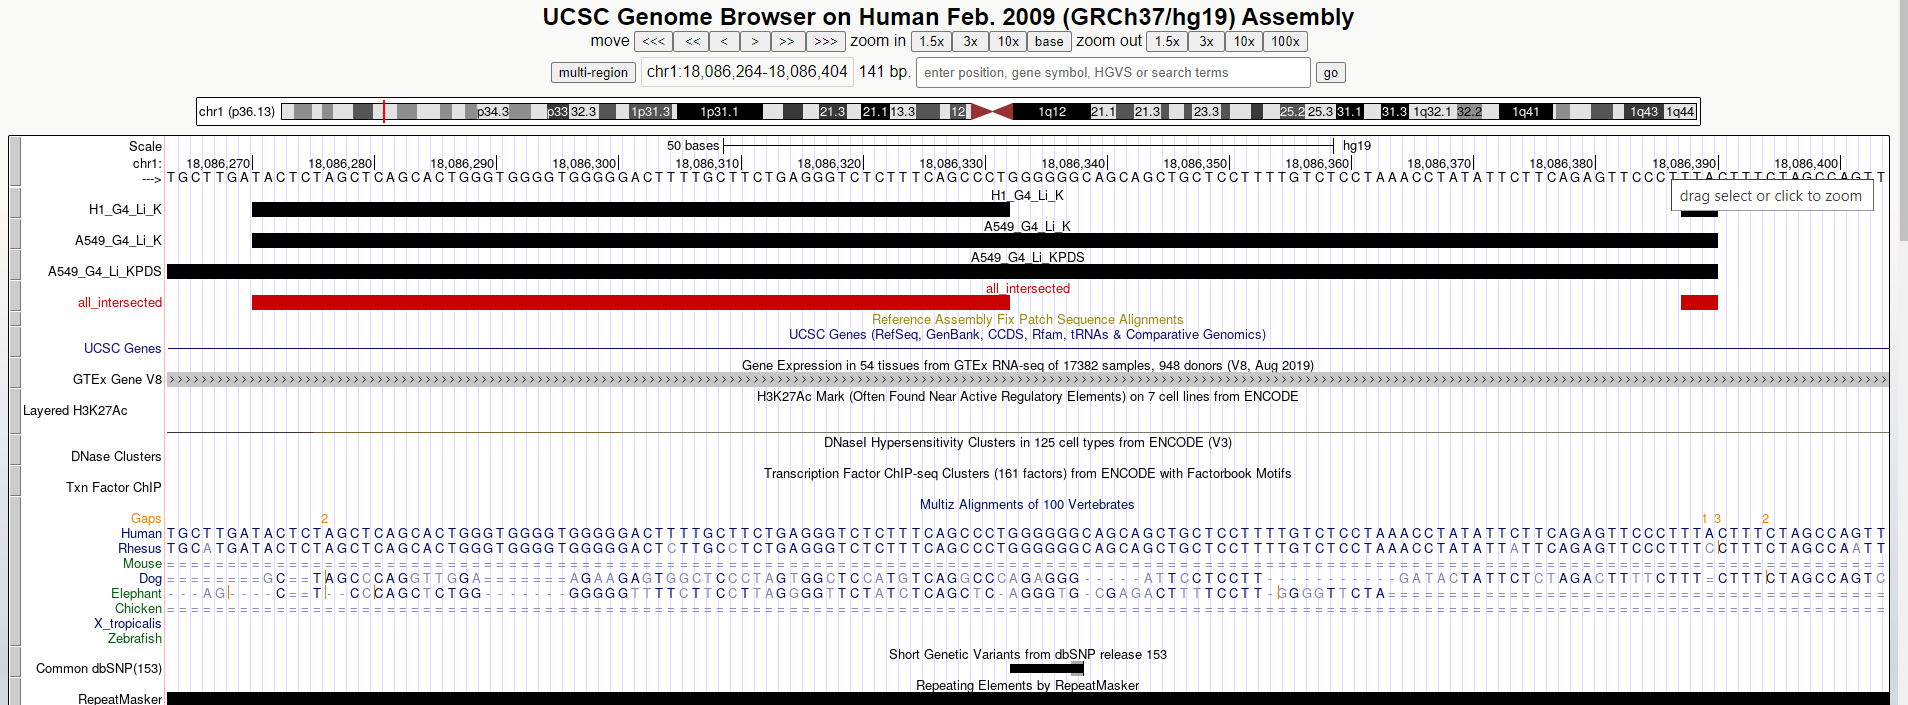 UCSC Genome Browser on Human Feb. 2009 (GRCh37/hg19) Assembly
move <<< << < > >> >>> zoom in 1.5x 3x 10x base zoom out 1.5x 3x 10x 100x
multi-region chr1:18,086,264-18,086,404 141 bp. enter position, gene symbol, HGVS or search terms go
chr1 (p36.13) p34.3 p33 32.3 1p31.3 1p31.1 21.3 21.1 13.3 12 1q12 21.1 21.3 23.3 25.2 25.3 31.1 31.3 1q32.1 32.2 1q41 1q43 1q44
Scale 50 bases hg19
chr1: 18,086,270 18,086,280 18,086,290 18,086,300 18,086,310 18,086,320 18,086,330 18,086,340 18,086,350 18,086,360 18,086,370 18,086,380 18,086,390 18,086,400
---> TGCTTGATACTCTAGCTCAGCACTGGGTGGGGTGGGGGACTTTTGCTTCTGAGGGTCTCTTTCAGCCCTGGGGGGCAGCAGCTGCTCCTTTTGTCTCCTAAACCTATATTCTTCAGAGTTCCCTTTACTTTCTAGCCAGTT
drag select or click to zoom
H1_G4_Li_K
H1_G4_Li_K
A549_G4_Li_K
A549_G4_Li_K
A549_G4_Li_KPDS
A549_G4_Li_KPDS
all_intersected
all_intersected
Reference Assembly Fix Patch Sequence Alignments
UCSC Genes (RefSeq, GenBank, CCDS, Rfam, tRNAs & Comparative Genomics)
UCSC Genes
Gene Expression in 54 tissues from GTEx RNA-seq of 17382 samples, 948 donors (V8, Aug 2019)
GTEx Gene V8
H3K27Ac Mark (Often Found Near Active Regulatory Elements) on 7 cell lines from ENCODE
Layered H3K27Ac
DNaseI Hypersensitivity Clusters in 125 cell types from ENCODE (V3)
DNase Clusters
Transcription Factor ChIP-seq Clusters (161 factors) from ENCODE with Factorbook Motifs
Txn Factor ChIP
Multiz Alignments of 100 Vertebrates
Gaps 2 1 3 2
Human TGCTTGATACTCTAGCTCAGCACTGGGTGGGGTGGGGGACTTTTGCTTCTGAGGGTCTCTTTCAGCCCTGGGGGGCAGCAGCTGCTCCTTTTGTCTCCTAAACCTATATTCTTCAGAGTTCCCTTTACTTTCTAGCCAGTT
Rhesus TGCATGATACTCTAGCTCAGCACTGGGTGGGGTGGGGGACTCTTGCCTCTGAGGGTCTCTTTCAGCCCTGGGGGGCAGCAGCTGCTCCTTTTGTCTCCTAAACCTATATTATTCAGAGTTCCCTTTCCTTTCTAGCCAATT
Mouse
Dog ========GC==TAGCCCAGGTTGGA=======AGAAGAGTGGCTCCCTAGTGGCTCCATGTCAGGCCCAGAGGG-----ATTCCTCCTT-----------GATACTATTCTCTAGACTTTTCTTT=CTTTCTAGCCAGTC
Elephant ---AG----C==T--CCCAGCTCTGG-------GGGGGTTTTCTTCCTTAGGGGTTCTATCTCAGCTC-AGGGTG-CGAGACTTTTCCTT-GGGGTTCTA
Chicken
X_tropicalis
Zebrafish
Short Genetic Variants from dbSNP release 153
Common dbSNP(153)
Repeating Elements by RepeatMasker
RepeatMasker